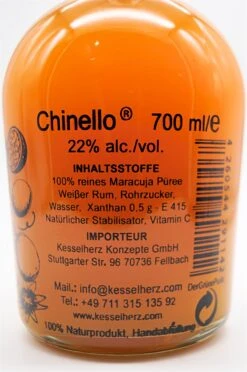 Chinello® 700 ml/e
22% alc./vol.
INHALTSSTOFFE
100% reines Maracuja Püree
Weißer Rum, Rohrzucker,
Wasser, Xanthan 0,5 g - E 415
Natürlicher Stabilisator, Vitamin C
IMPORTEUR
Kesselherz Konzepte GmbH
Stuttgarter Str. 96 70736 Fellbach
Mail.: info@kesselherz.com
Tel.: +49 711 315 135 92
www.kesselherz.com
100% Naturprodukt, Handabfüllung
DerGrünePunkt